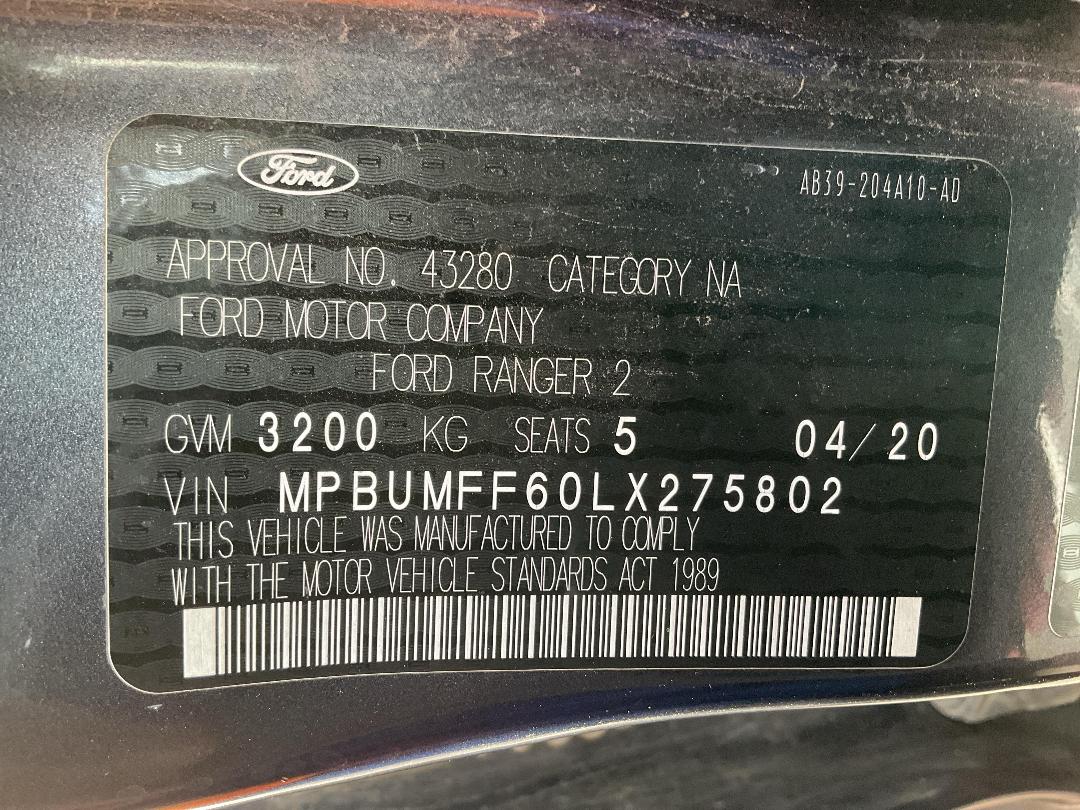 Ford
AB39-204A10-AD
APPROVAL NO. 43280 CATEGORY NA
FORD MOTOR COMPANY
FORD RANGER 2
GVM 3200 KG SEATS 5 04/20
VIN MPBUMFF60LX275802
THIS VEHICLE WAS MANUFACTURED TO COMPLY
WITH THE MOTOR VEHICLE STANDARDS ACT 1989